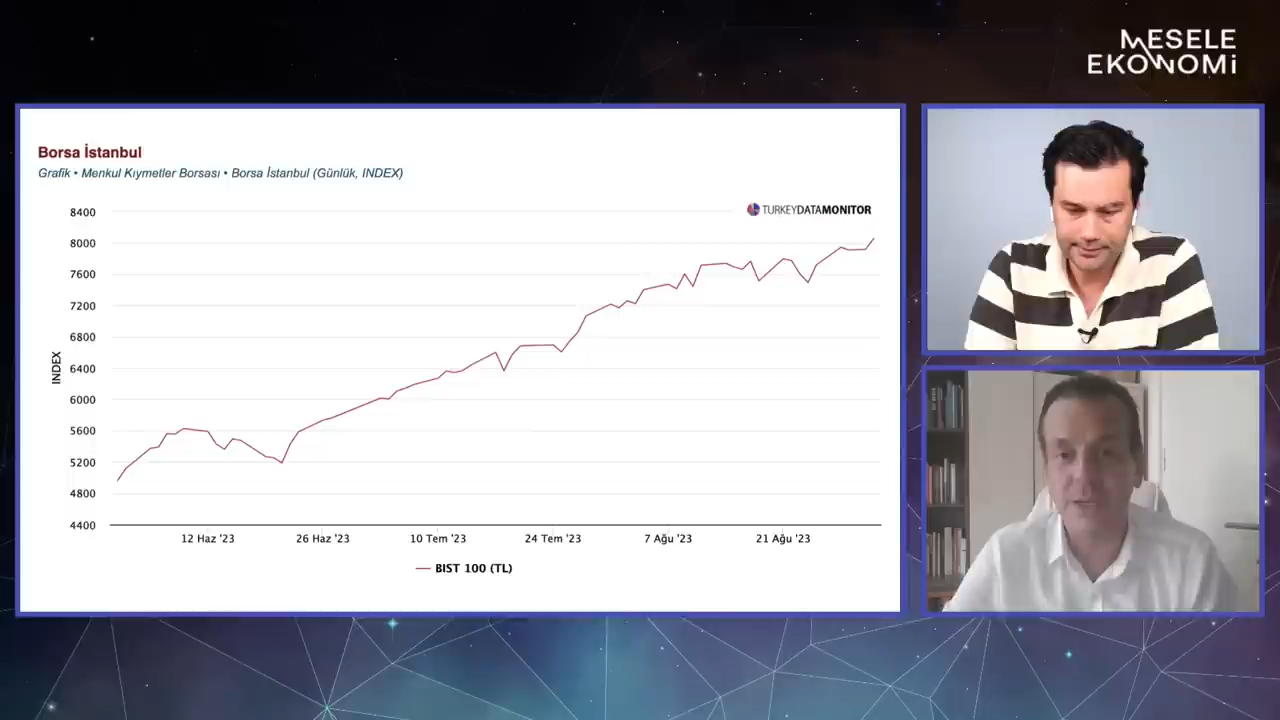 MESELE
EKONOMi
Borsa İstanbul
Grafik • Menkul Kıymetler Borsası • Borsa İstanbul (Günlük, INDEX)
TURKEYDATAMONITOR
8400
8000
7600
7200
6800
6400
6000
5600
5200
4800
4400
INDEX
12 Haz '23
26 Haz '23
10 Tem '23
24 Tem '23
7 Ağu '23
21 Ağu '23
BIST 100 (TL)